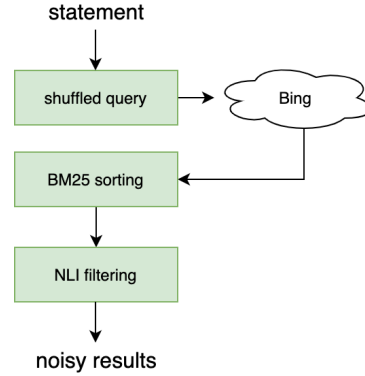 statement
shuffled query
Bing
BM25 sorting
NLI filtering
noisy results